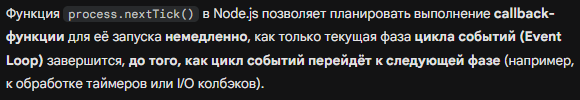 Функция process.nextTick() в Node.js позволяет планировать выполнение callback-
функции для её запуска немедленно, как только текущая фаза цикла событий (Event
Loop) завершится, до того, как цикл событий перейдёт к следующей фазе (например,
к обработке таймеров или I/O колбэков).